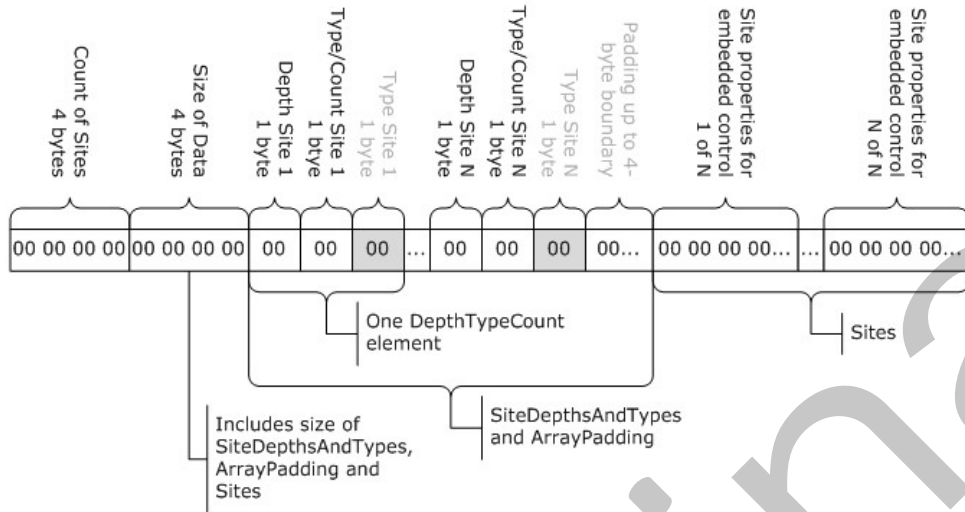 Count of Sites
4 bytes
Size of Data
4 bytes
Depth Site 1
1 byte
Type/Count Site 1
1 btye
Type Site 1
1 byte
Depth Site N
1 byte
Type/Count Site N
1 byte
Type Site N
1 byte
Padding up to 4-
byte boundary
Site properties for
embedded control
1 of N
Site properties for
embedded control
N of N
00 00 00 00 00 00 00 00 00 00 00 ... 00 00 00 00... 00 00 00 00... ... 00 00 00 00...
One DepthTypeCount
element
Sites
SiteDepthsAndTypes
and ArrayPadding
Includes size of
SiteDepthsAndTypes,
ArrayPadding and
Sites